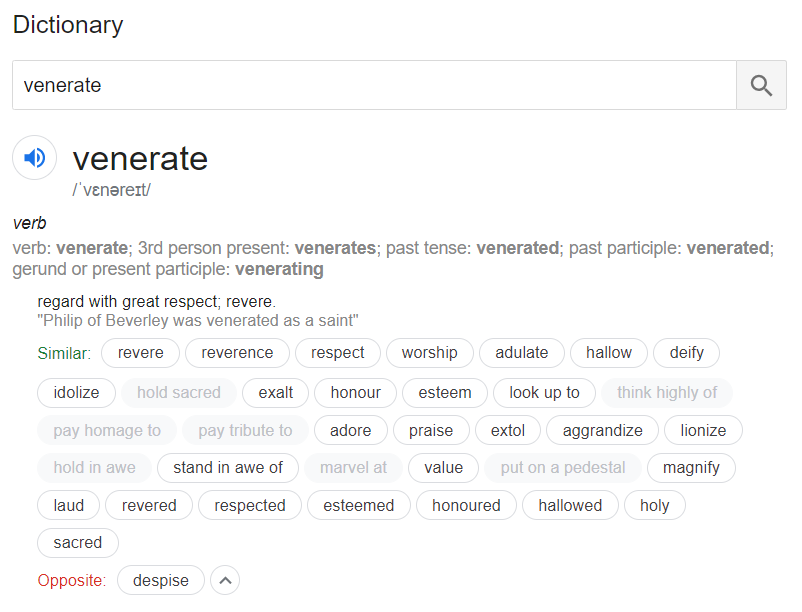 Dictionary
venerate
venerate
/ˈvɛnəreɪt/
verb
verb: venerate; 3rd person present: venerates; past tense: venerated; past participle: venerated;
gerund or present participle: venerating
regard with great respect; revere.
"Philip of Beverley was venerated as a saint"
Similar: revere reverence respect worship adulate hallow deify
idolize hold sacred exalt honour esteem look up to think highly of
pay homage to pay tribute to adore praise extol aggrandize lionize
hold in awe stand in awe of marvel at value put on a pedestal magnify
laud revered respected esteemed honoured hallowed holy
sacred
Opposite: despise